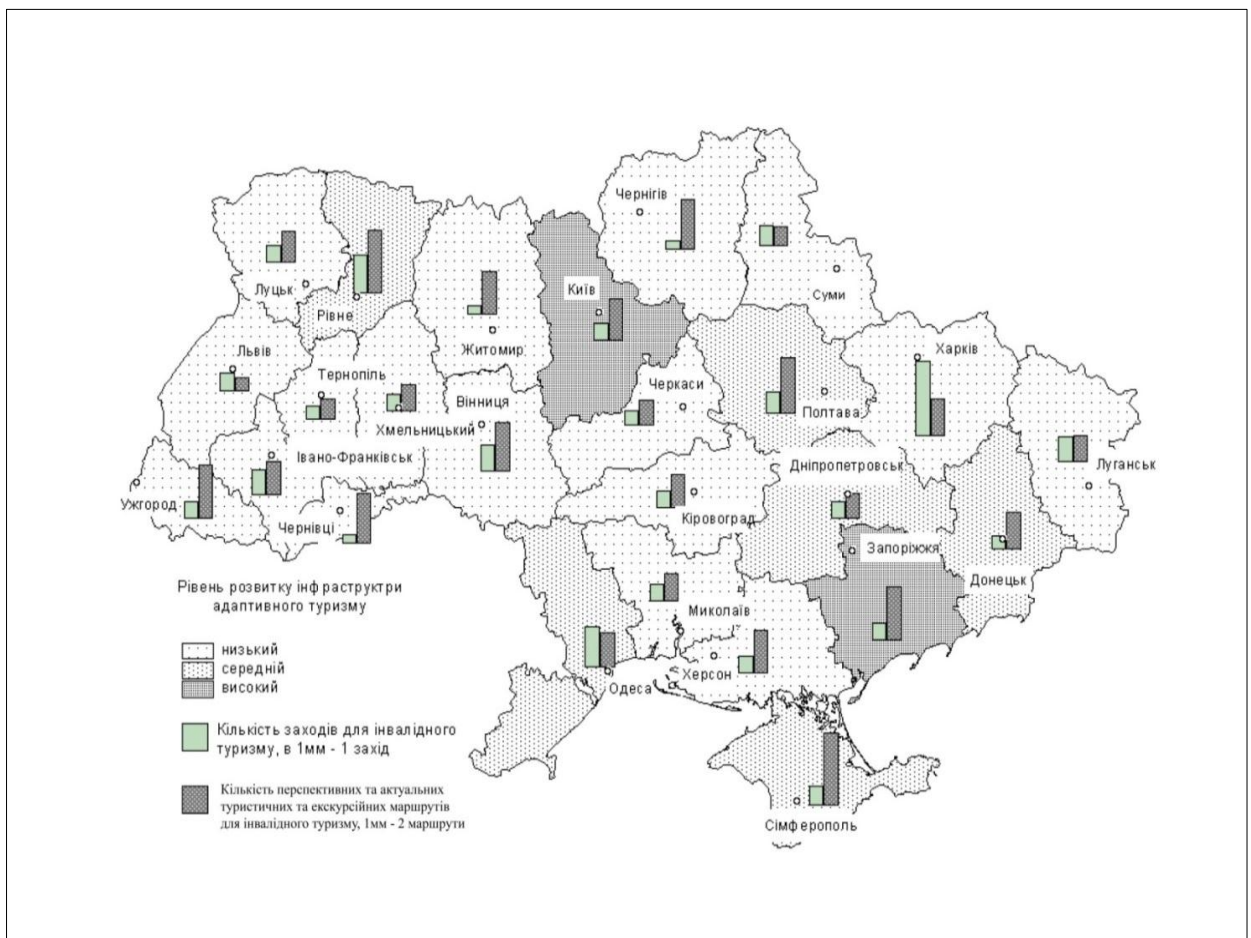 Чернігів
Суми
Луцьк
Рівне
Київ
Житомир
Львів
Харків
Тернопіль
Черкаси
Вінниця
Полтава
Хмельницький
Івано-Франківськ
Дніпропетровськ
Луганськ
Ужгород
Чернівці
Кіровоград
Запоріжжя
Донецьк
Рівень розвитку інфраструктри
адаптивного туризму
Миколаїв
низький
середній
високий
Херсон
Одеса
Кількість заходів для інвалідного
туризму, в 1мм - 1 захід
Кількість перспективних та актуальних
туристичних та екскурсійних маршрутів
для інвалідного туризму, 1мм - 2 маршрути
Сімферополь